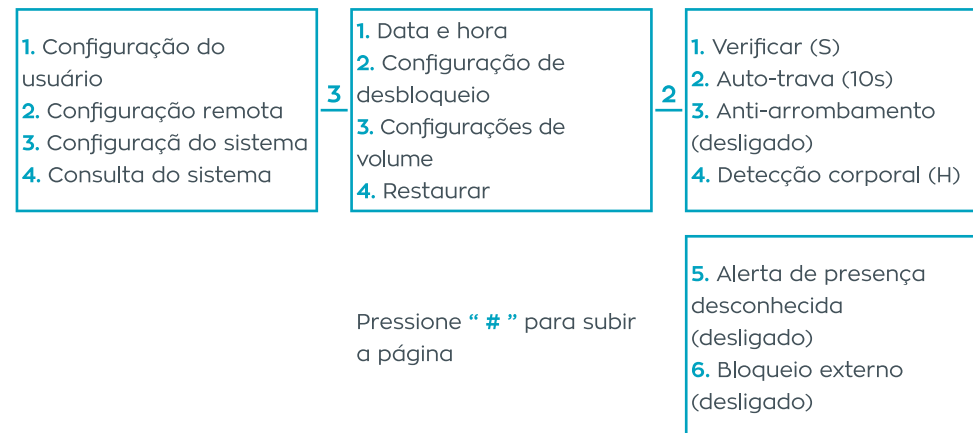 1. Configuração do
usuário
2. Configuração remota
3. Configuraçã do sistema
4. Consulta do sistema
3
1. Data e hora
2. Configuração de
desbloqueio
3. Configurações de
volume
4. Restaurar
2
1. Verificar (S)
2. Auto-trava (10s)
3. Anti-arrombamento
(desligado)
4. Detecção corporal (H)
Pressione “ # ” para subir
a página
5. Alerta de presença
desconhecida
(desligado)
6. Bloqueio externo
(desligado)